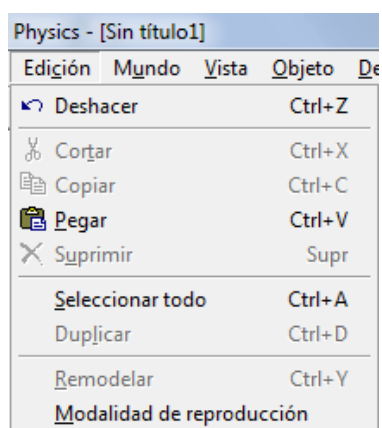 Physics - [Sin título1]
Edición Mundo Vista Objeto De
Deshacer Ctrl+Z
Cortar Ctrl+X
Copiar Ctrl+C
Pegar Ctrl+V
Suprimir Supr
Seleccionar todo Ctrl+A
Duplicar Ctrl+D
Remodelar Ctrl+Y
Modalidad de reproducción